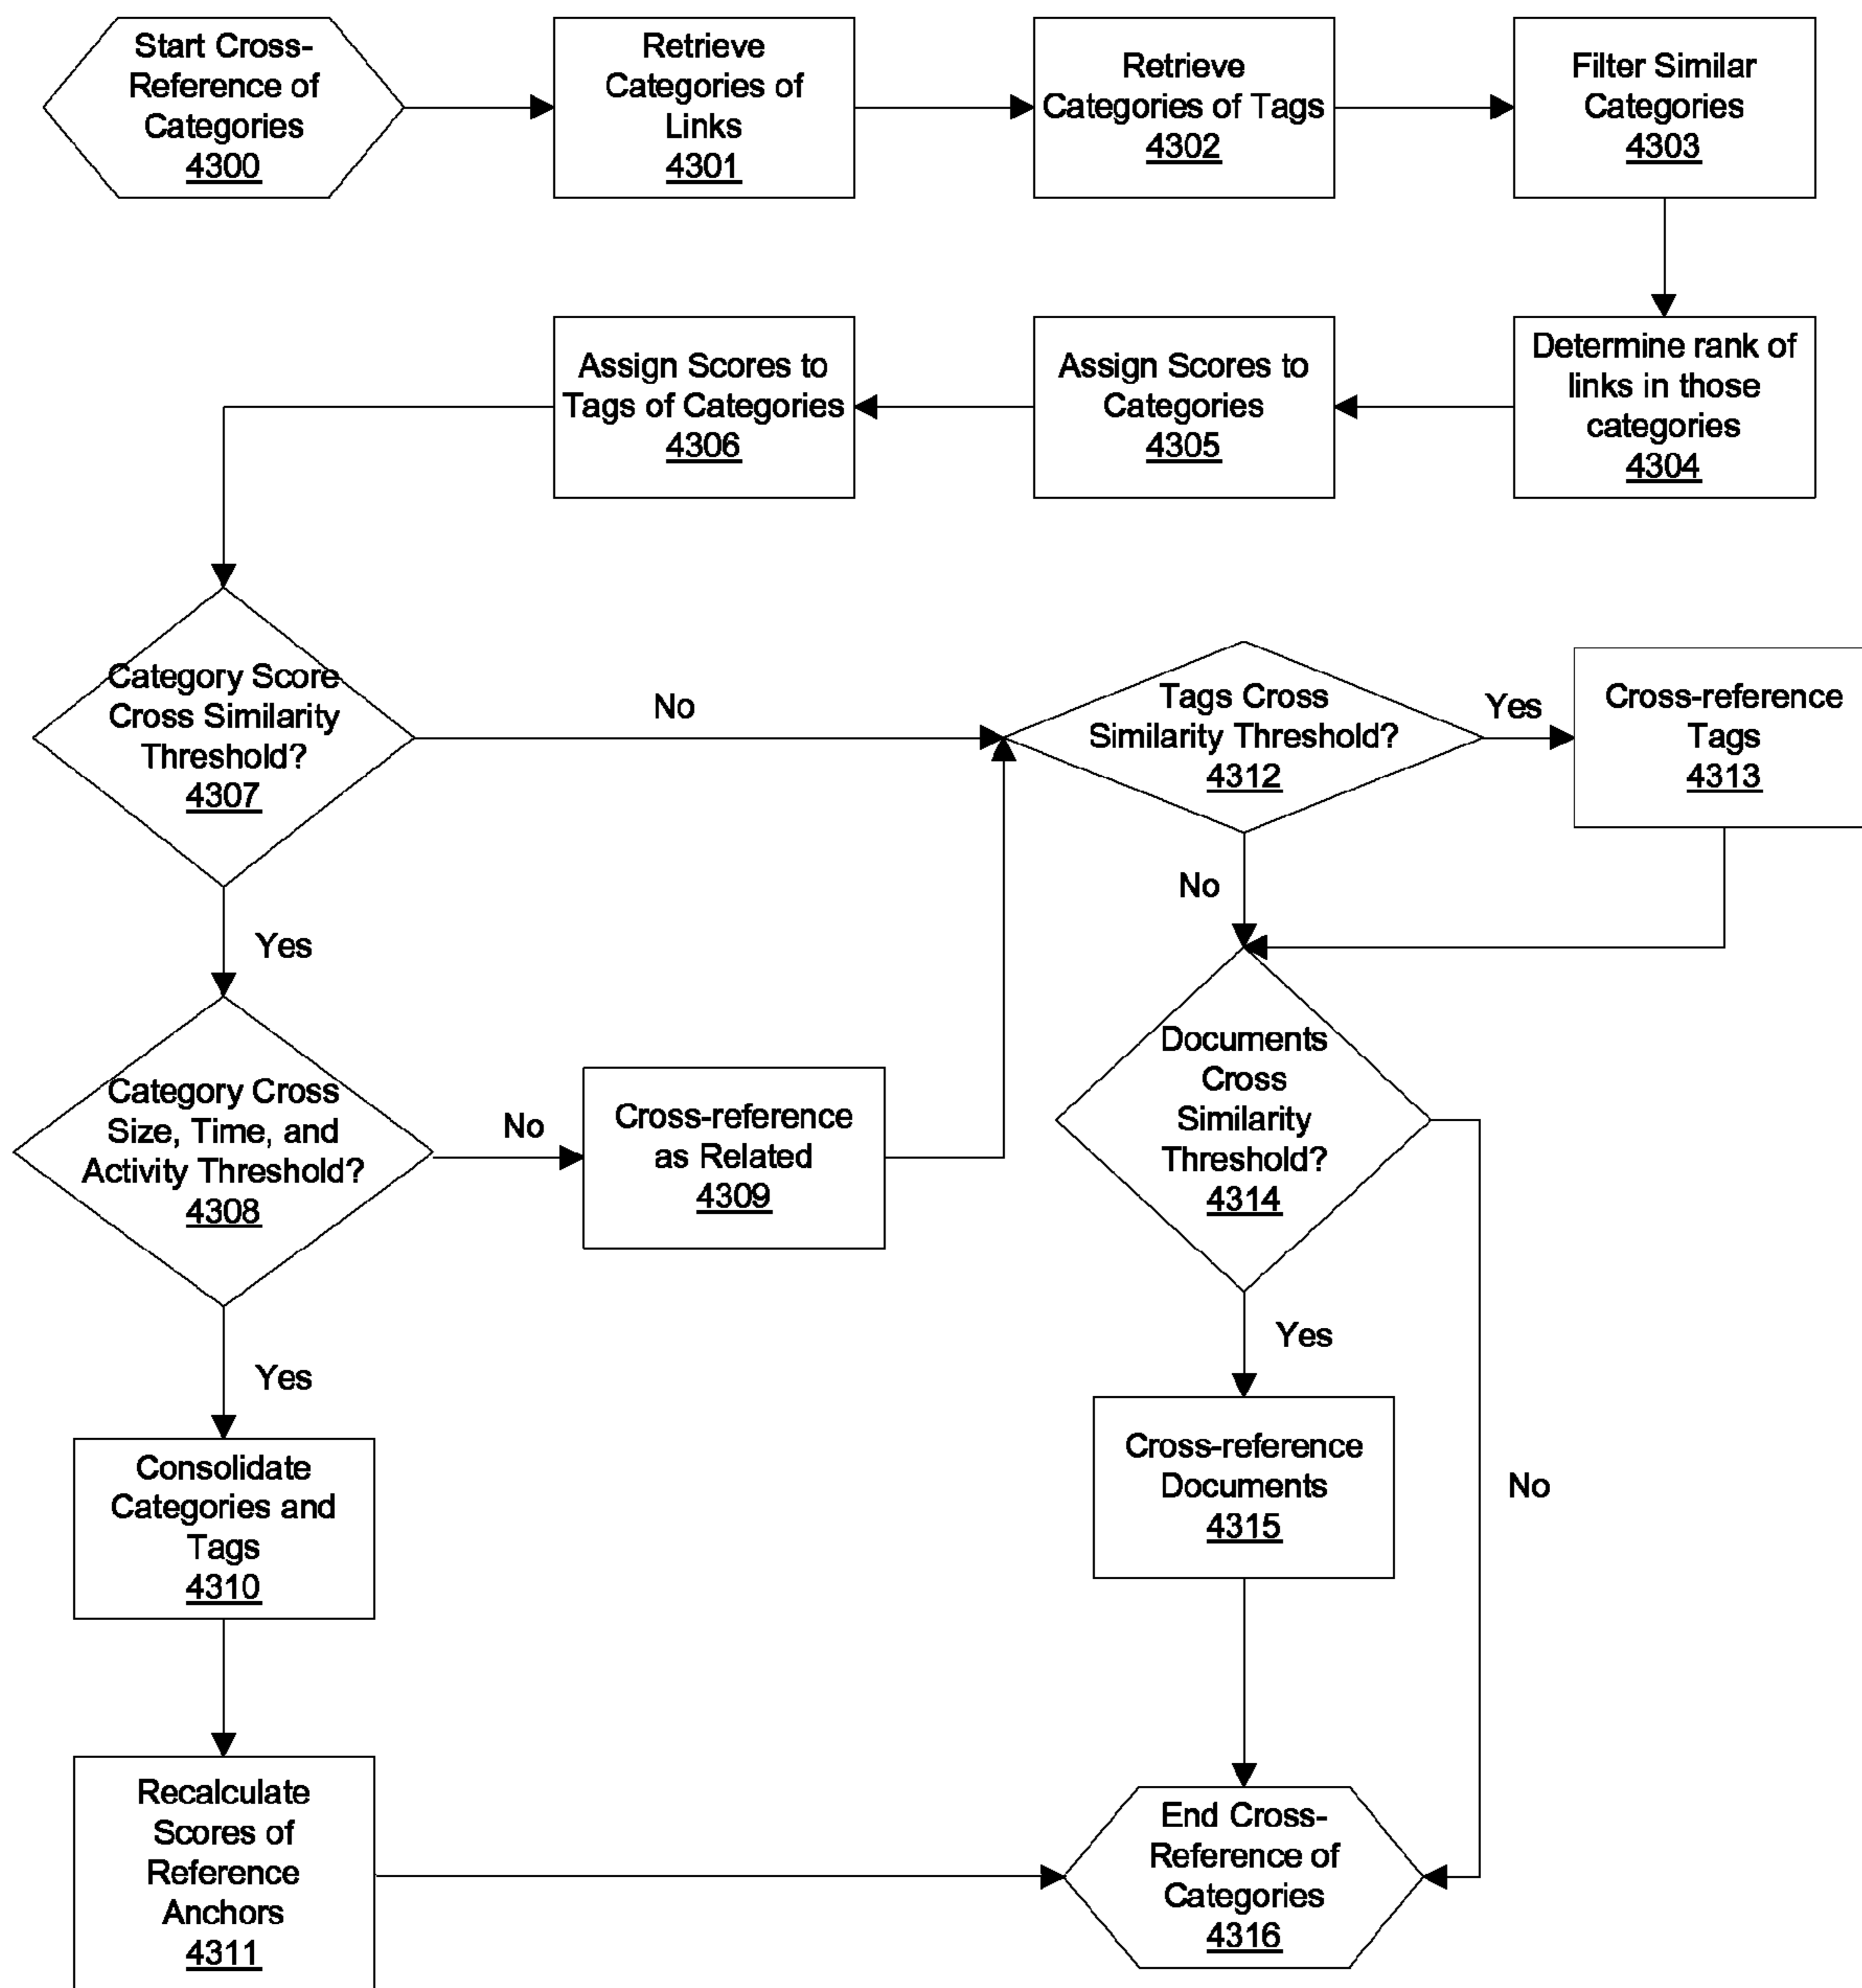 Start Cross-
Reference of
Categories
4300
Retrieve
Categories of
Links
4301
Retrieve
Categories of Tags
4302
Filter Similar
Categories
4303
Determine rank of
links in those
categories
4304
Assign Scores to
Categories
4305
Assign Scores to
Tags of Categories
4306
Category Score
Cross Similarity
Threshold?
4307
No
Yes
Category Cross
Size, Time, and
Activity Threshold?
4308
No
Cross-reference
as Related
4309
Yes
Consolidate
Categories and
Tags
4310
Recalculate
Scores of
Reference
Anchors
4311
Tags Cross
Similarity Threshold?
4312
Yes
Cross-reference
Tags
4313
No
Documents
Cross
Similarity
Threshold?
4314
Yes
Cross-reference
Documents
4315
No
End Cross-
Reference of
Categories
4316